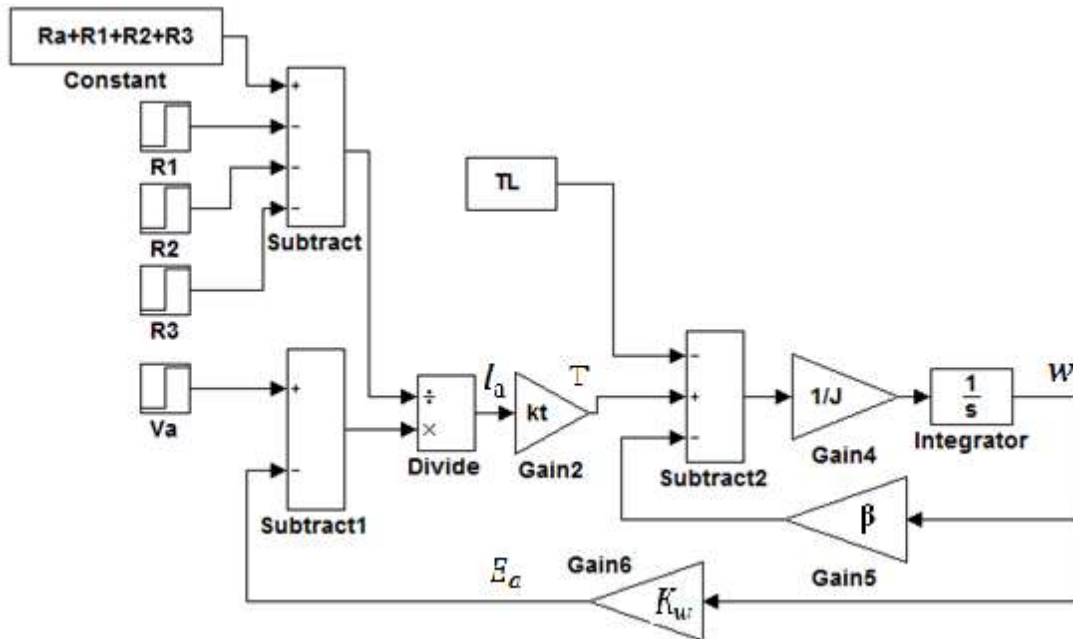 Ra+R1+R2+R3
Constant
+
−
−
−
R1
R2
R3
Subtract
TL
Va
+
−
Subtract1
÷
×
Divide
Ia
kt
Gain2
T
−
+
−
Subtract2
1/J
Gain4
1
s
Integrator
w
β
Gain5
Ea
Gain6
Kw